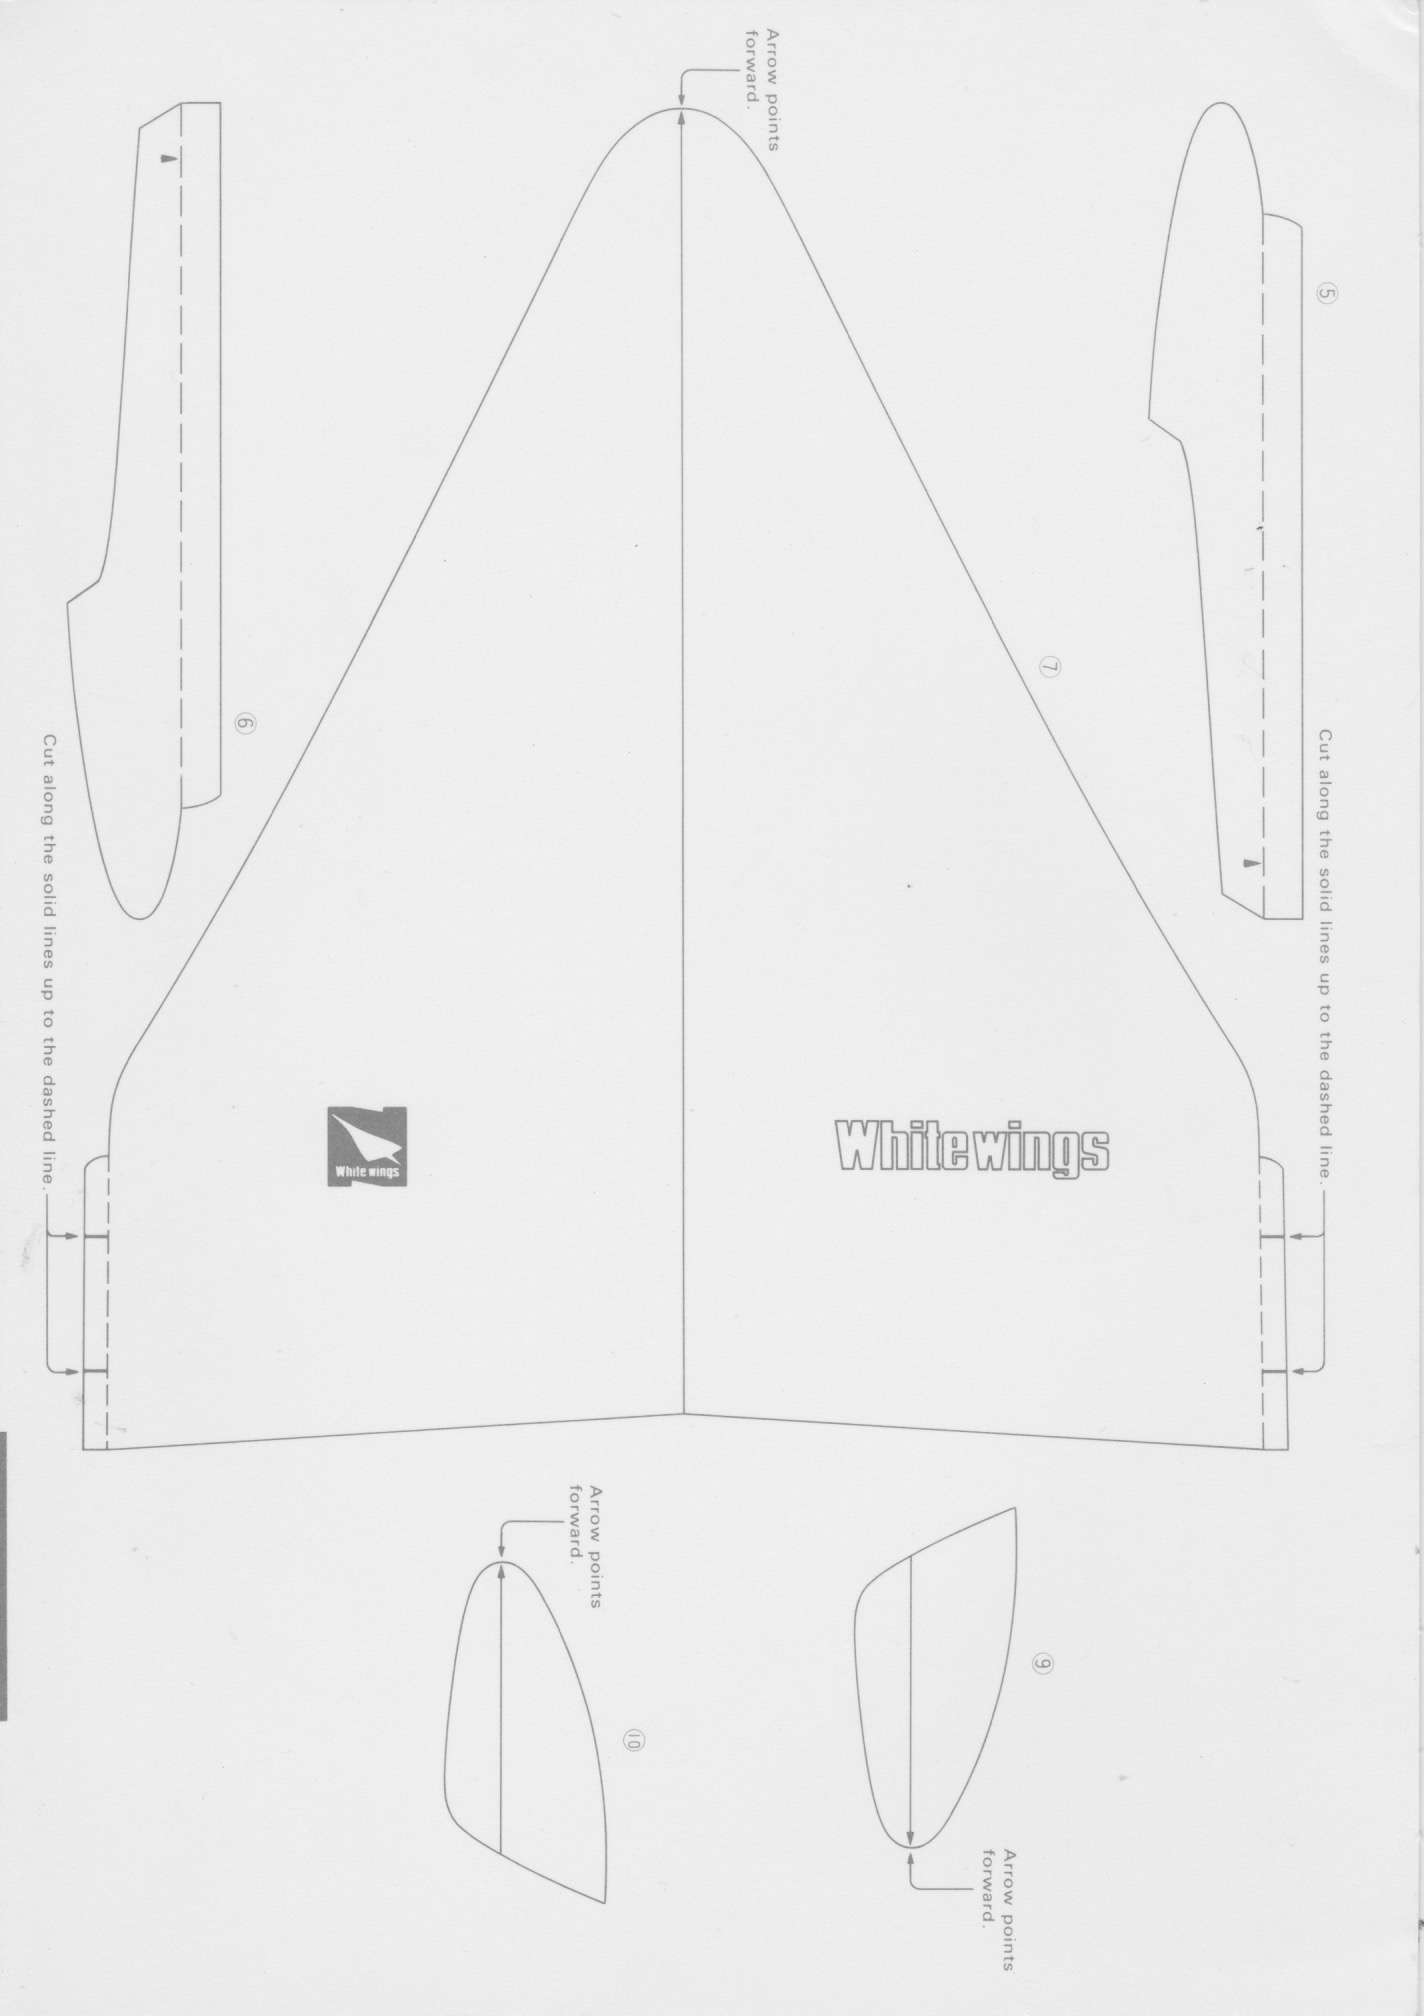 Arrow points
forward.
⑤
⑦
⑥
Cut along the solid lines up to the dashed line.
Cut along the solid lines up to the dashed line.
Whitewings
White wings
Arrow points
forward.
⑨
⑩
Arrow points
forward.